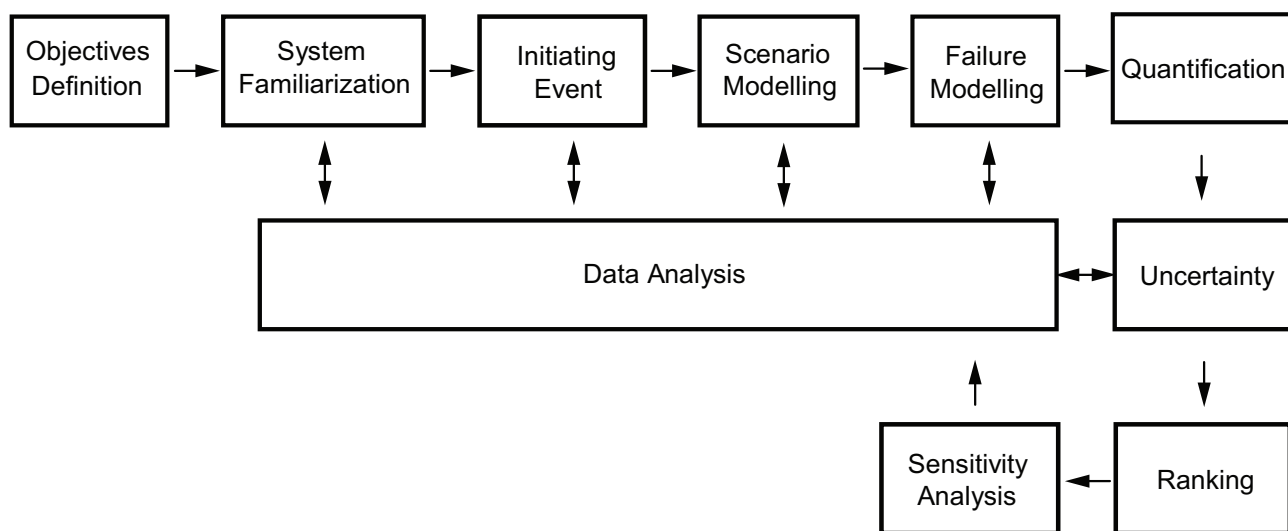 Objectives
Definition
System
Familiarization
Initiating
Event
Scenario
Modelling
Failure
Modelling
Quantification
Data Analysis
Uncertainty
Sensitivity
Analysis
Ranking